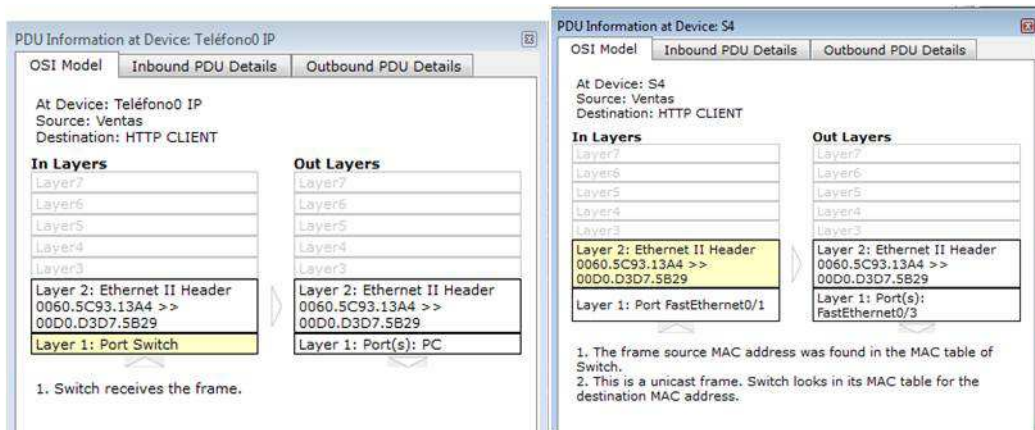 PDU Information at Device: Teléfono0 IP
OSI Model
Inbound PDU Details
Outbound PDU Details
At Device: Teléfono0 IP
Source: Ventas
Destination: HTTP CLIENT
In Layers
Layer7
Layer6
Layer5
Layer4
Layer3
Layer 2: Ethernet II Header
0060.5C93.13A4 >>
00D0.D3D7.5B29
Layer 1: Port Switch
Out Layers
Layer7
Layer6
Layer5
Layer4
Layer3
Layer 2: Ethernet II Header
0060.5C93.13A4 >>
00D0.D3D7.5B29
Layer 1: Port(s): PC
1. Switch receives the frame.
PDU Information at Device: S4
OSI Model
Inbound PDU Details
Outbound PDU Details
At Device: S4
Source: Ventas
Destination: HTTP CLIENT
In Layers
Layer7
Layer6
Layer5
Layer4
Layer3
Layer 2: Ethernet II Header
0060.5C93.13A4 >>
00D0.D3D7.5B29
Layer 1: Port FastEthernet0/1
Out Layers
Layer7
Layer6
Layer5
Layer4
Layer3
Layer 2: Ethernet II Header
0060.5C93.13A4 >>
00D0.D3D7.5B29
Layer 1: Port(s):
FastEthernet0/3
1. The frame source MAC address was found in the MAC table of
Switch.
2. This is a unicast frame. Switch looks in its MAC table for the
destination MAC address.